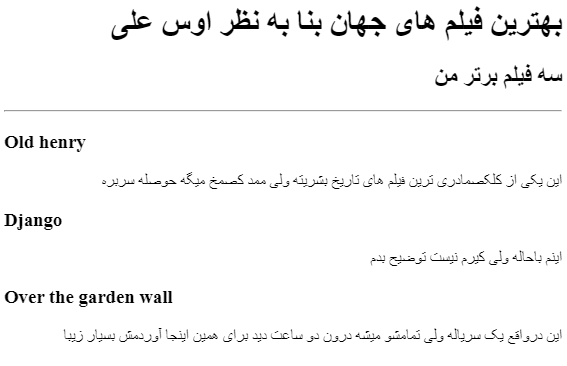 بهترین فیلم های جهان بنا به نظر اوس علی
سه فیلم برتر من
Old henry
این یکی از کلکصمادری ترین فیلم های تاریخ بشریته ولی ممد کصمخ میگه حوصله سربره
Django
اینم باحاله ولی کیرم نیست توضیح بدم
Over the garden wall
این درواقع یک سریاله ولی تمامشو میشه درون دو ساعت دید برای همین اینجا آوردمش بسیار زیبا